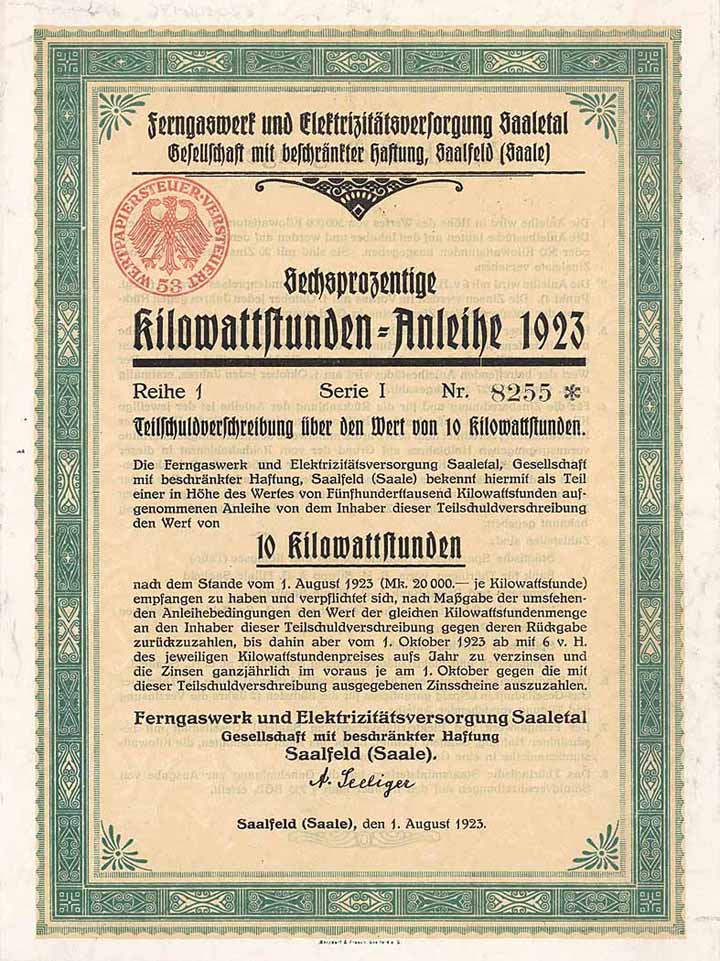 Ferngaswerk und Elektrizitätsversorgung Saaletal
Gesellschaft mit beschränkter Haftung, Saalfeld (Saale)
WERTPAPIERSTEUER-VERSTEUERT
53
Sechsprozentige
Kilowattstunden-Anleihe 1923
Reihe 1 Serie I Nr. 8255 *
Teilschuldverschreibung über den Wert von 10 Kilowattstunden.
Die Ferngaswerk und Elektrizitätsversorgung Saaletal, Gesellschaft
mit beschränkter Haftung, Saalfeld (Saale) bekennt hiermit als Teil
einer in Höhe des Wertes von Fünfhunderttausend Kilowattstunden auf-
genommenen Anleihe von dem Inhaber dieser Teilschuldverschreibung
den Wert von
10 Kilowattstunden
nach dem Stande vom 1. August 1923 (Mk. 20 000.— je Kilowattstunde)
empfangen zu haben und verpflichtet sich, nach Maßgabe der umstehen-
den Anleihebedingungen den Wert der gleichen Kilowattstundenmenge
an den Inhaber dieser Teilschuldverschreibung gegen deren Rückgabe
zurückzuzahlen, bis dahin aber vom 1. Oktober 1923 ab mit 6 v. H.
des jeweiligen Kilowattstundenpreises aufs Jahr zu verzinsen und
die Zinsen ganzjährlich im voraus je am 1. Oktober gegen die mit
dieser Teilschuldverschreibung ausgegebenen Zinsscheine auszuzahlen.
Ferngaswerk und Elektrizitätsversorgung Saaletal
Gesellschaft mit beschränkter Haftung
Saalfeld (Saale).
A. Seeliger
Saalfeld (Saale), den 1. August 1923.